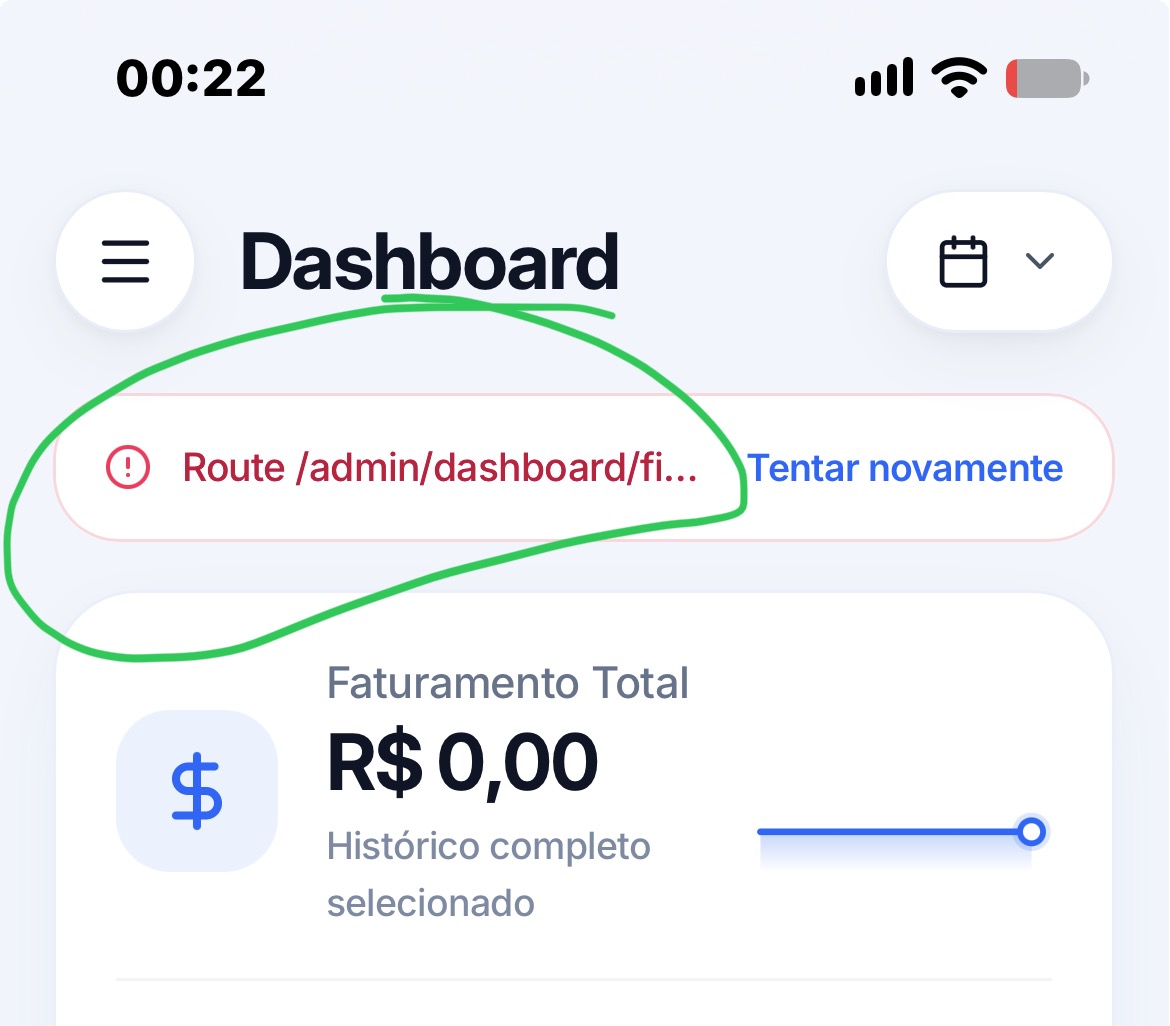 00:22
Dashboard
Route /admin/dashboard/fi...
Tentar novamente
Faturamento Total
R$ 0,00
Histórico completo
selecionado